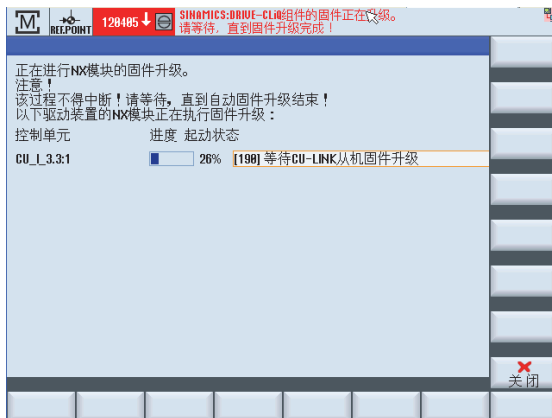 M REF.POINT 120405 SINAMICS:DRIVE-CLiQ组件的固件正在升级。
请等待，直到固件升级完成！
正在进行NX模块的固件升级。
注意！
该过程不得中断！请等待，直到自动固件升级结束！
以下驱动装置的NX模块正在执行固件升级：
控制单元 进度 起动状态
CU_I_3.3:1 26% [190] 等待CU-LINK从机固件升级
关闭